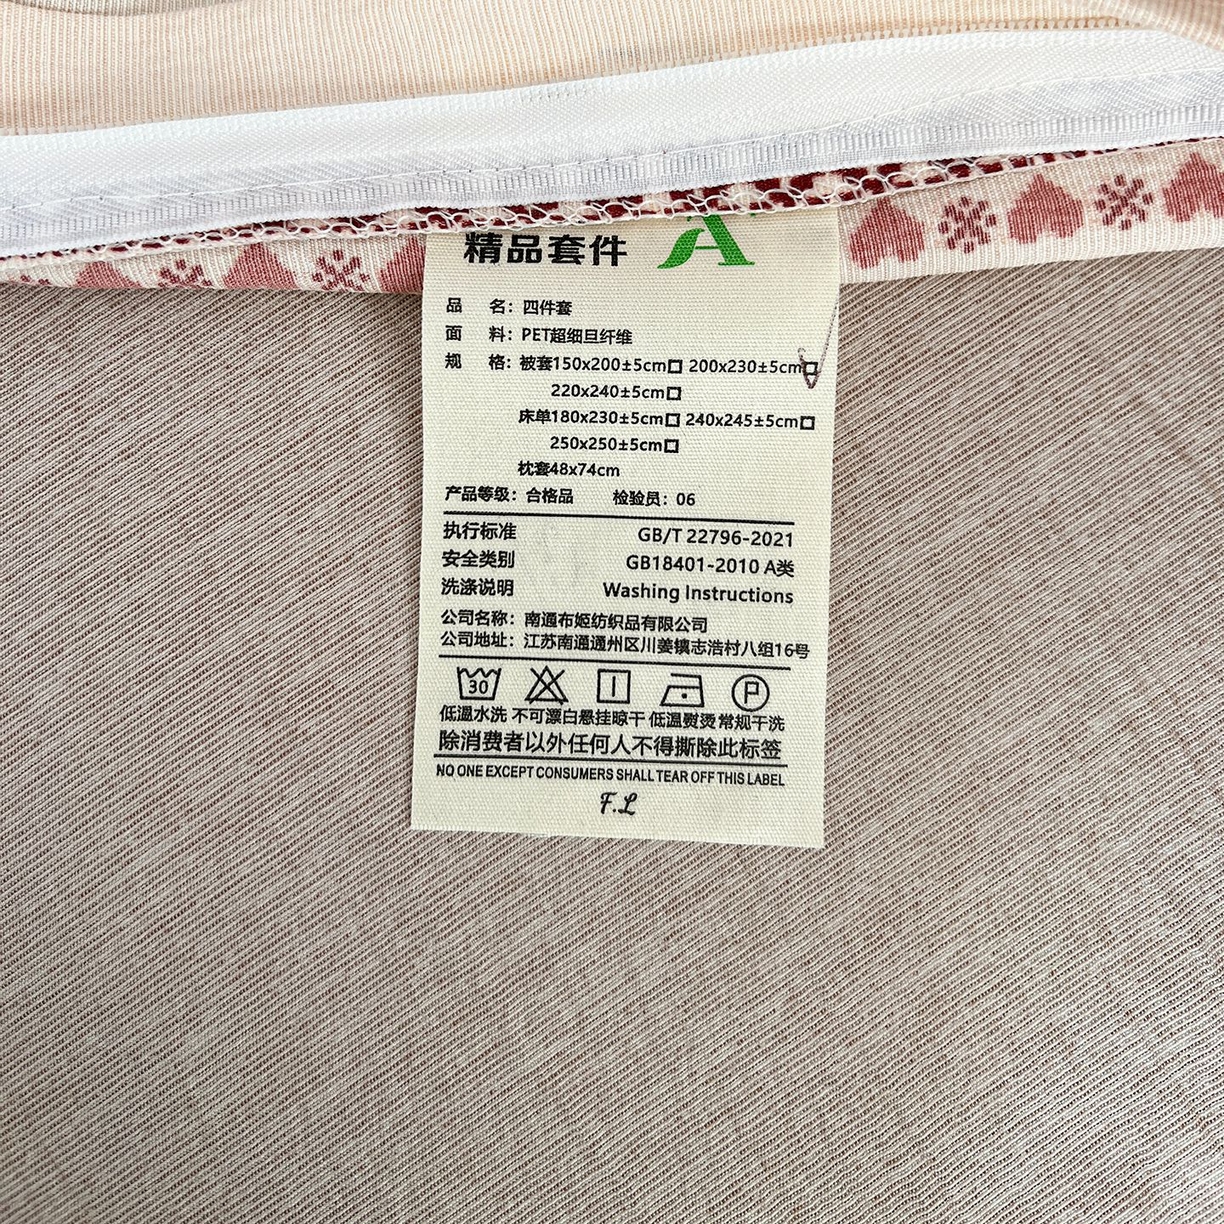 精品套件 A
品 名：四件套
面 料：PET超细旦纤维
规 格：被套150x200±5cm□ 200x230±5cm□
220x240±5cm□
床单180x230±5cm□ 240x245±5cm□
250x250±5cm□
枕套48x74cm
产品等级：合格品 检验员：06
执行标准 GB/T 22796-2021
安全类别 GB18401-2010 A类
洗涤说明 Washing Instructions
公司名称：南通布姬纺织品有限公司
公司地址：江苏南通通州区川姜镇志浩村八组16号
30 P
低温水洗 不可漂白 悬挂晾干 低温熨烫 常规干洗
除消费者以外任何人不得撕除此标签
NO ONE EXCEPT CONSUMERS SHALL TEAR OFF THIS LABEL
F.L